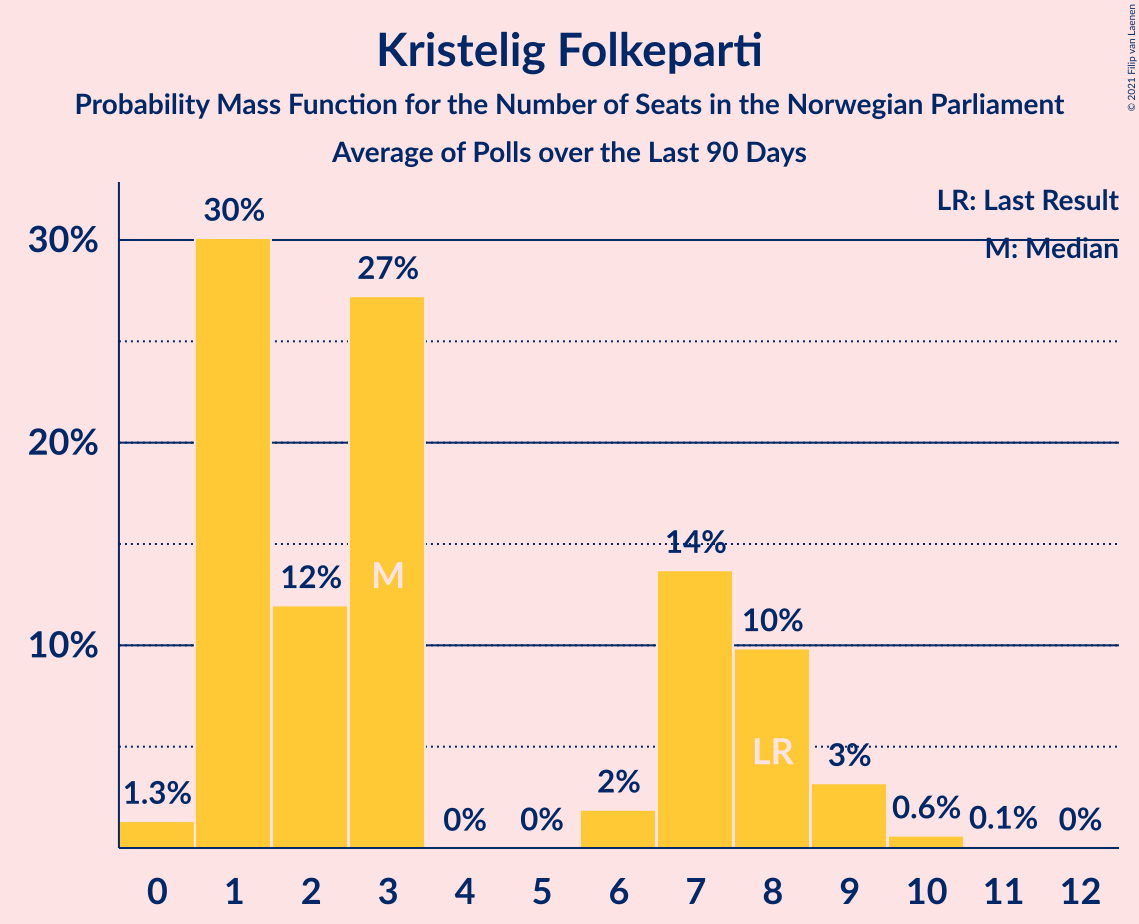 Kristelig Folkeparti
Probability Mass Function for the Number of Seats in the Norwegian Parliament
Average of Polls over the Last 90 Days
© 2021 Filip van Laenen
LR: Last Result
M: Median
30%
20%
10%
1.3%
30%
12%
27%
0%
0%
2%
14%
10%
3%
0.6%
0.1%
0%
M
LR
0 1 2 3 4 5 6 7 8 9 10 11 12